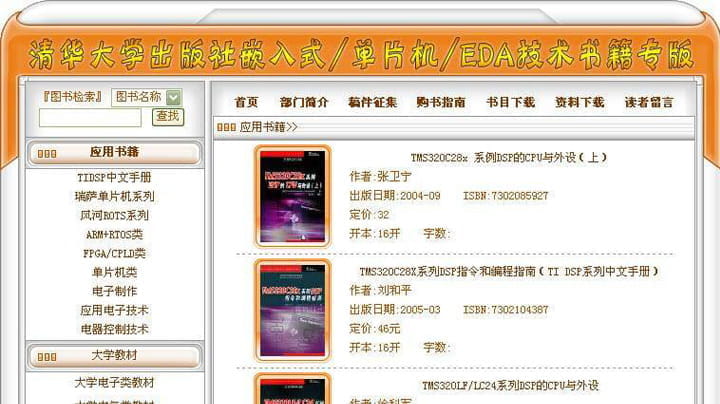 清华大学出版社嵌入式/单片机/EDA技术书籍专版
『图书检索』 图书名称
查找
首页 部门简介 稿件征集 购书指南 书目下载 资料下载 读者留言
应用书籍>>
应用书籍
TIDSP中文手册
瑞萨单片机系列
风河ROTS系列
ARM+RTOS类
FPGA/CPLD类
单片机类
电子制作
应用电子技术
电器控制技术
大学教材
大学电子类教材
TMS320C28x 系例DSP的CPU与外设(上)
作者:张卫宁
出版日期:2004-09 ISBN:7302085927
定价:32
开本:16开 字数:
TMS320C28X系列DSP指令和编程指南(TI DSP系列中文手册)
作者:刘和平
出版日期:2005-03 ISBN:7302104387
定价:46元
开本:16开 字数:
TMS320LF/LC24系列DSP的CPU与外设